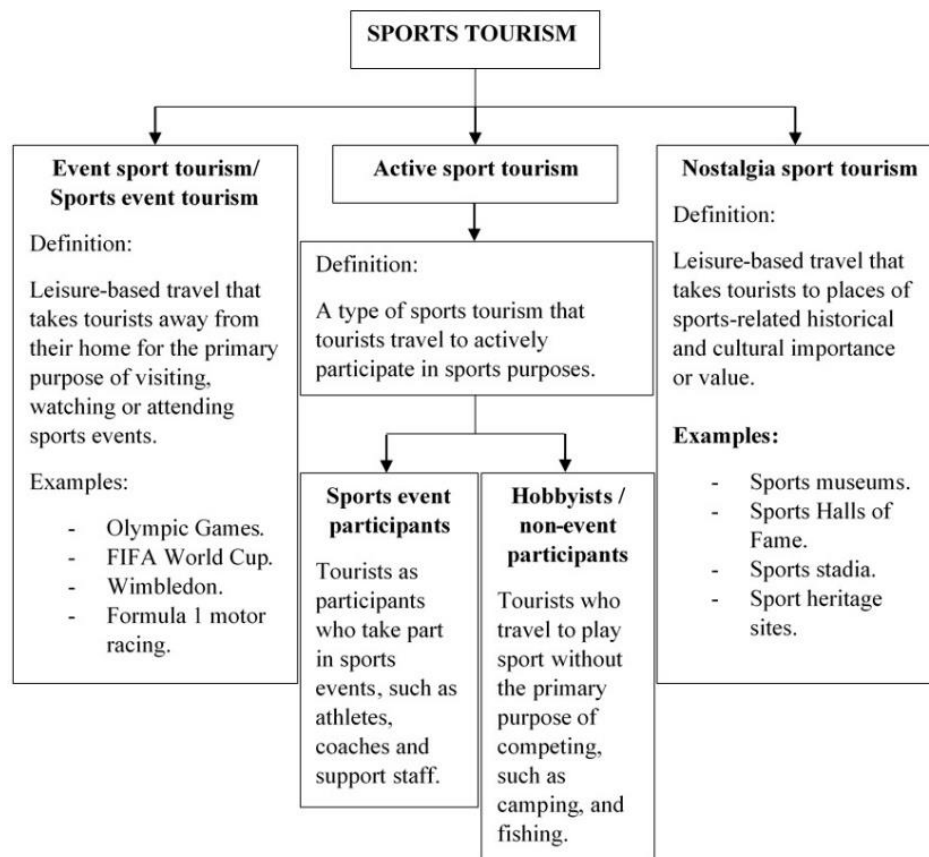 SPORTS TOURISM
Event sport tourism/
Sports event tourism
Definition:
Leisure-based travel that
takes tourists away from
their home for the primary
purpose of visiting,
watching or attending
sports events.
Examples:
- Olympic Games.
- FIFA World Cup.
- Wimbledon.
- Formula 1 motor
racing.
Active sport tourism
Definition:
A type of sports tourism that
tourists travel to actively
participate in sports purposes.
Sports event
participants
Tourists as
participants
who take part
in sports
events, such as
athletes,
coaches and
support staff.
Hobbyists /
non-event
participants
Tourists who
travel to play
sport without
the primary
purpose of
competing,
such as
camping, and
fishing.
Nostalgia sport tourism
Definition:
Leisure-based travel that
takes tourists to places of
sports-related historical
and cultural importance
or value.
Examples:
- Sports museums.
- Sports Halls of
Fame.
- Sports stadia.
- Sport heritage
sites.